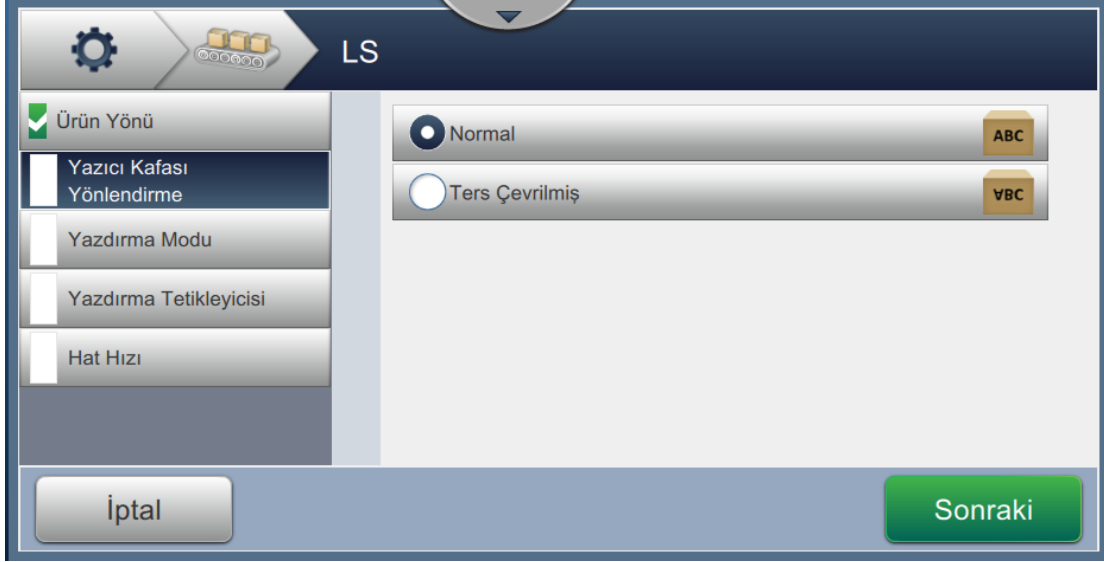 LS
Ürün Yönü
Yazıcı Kafası
Yönlendirme
Yazdırma Modu
Yazdırma Tetikleyicisi
Hat Hızı
Normal
ABC
Ters Çevrilmiş
ABC
İptal
Sonraki